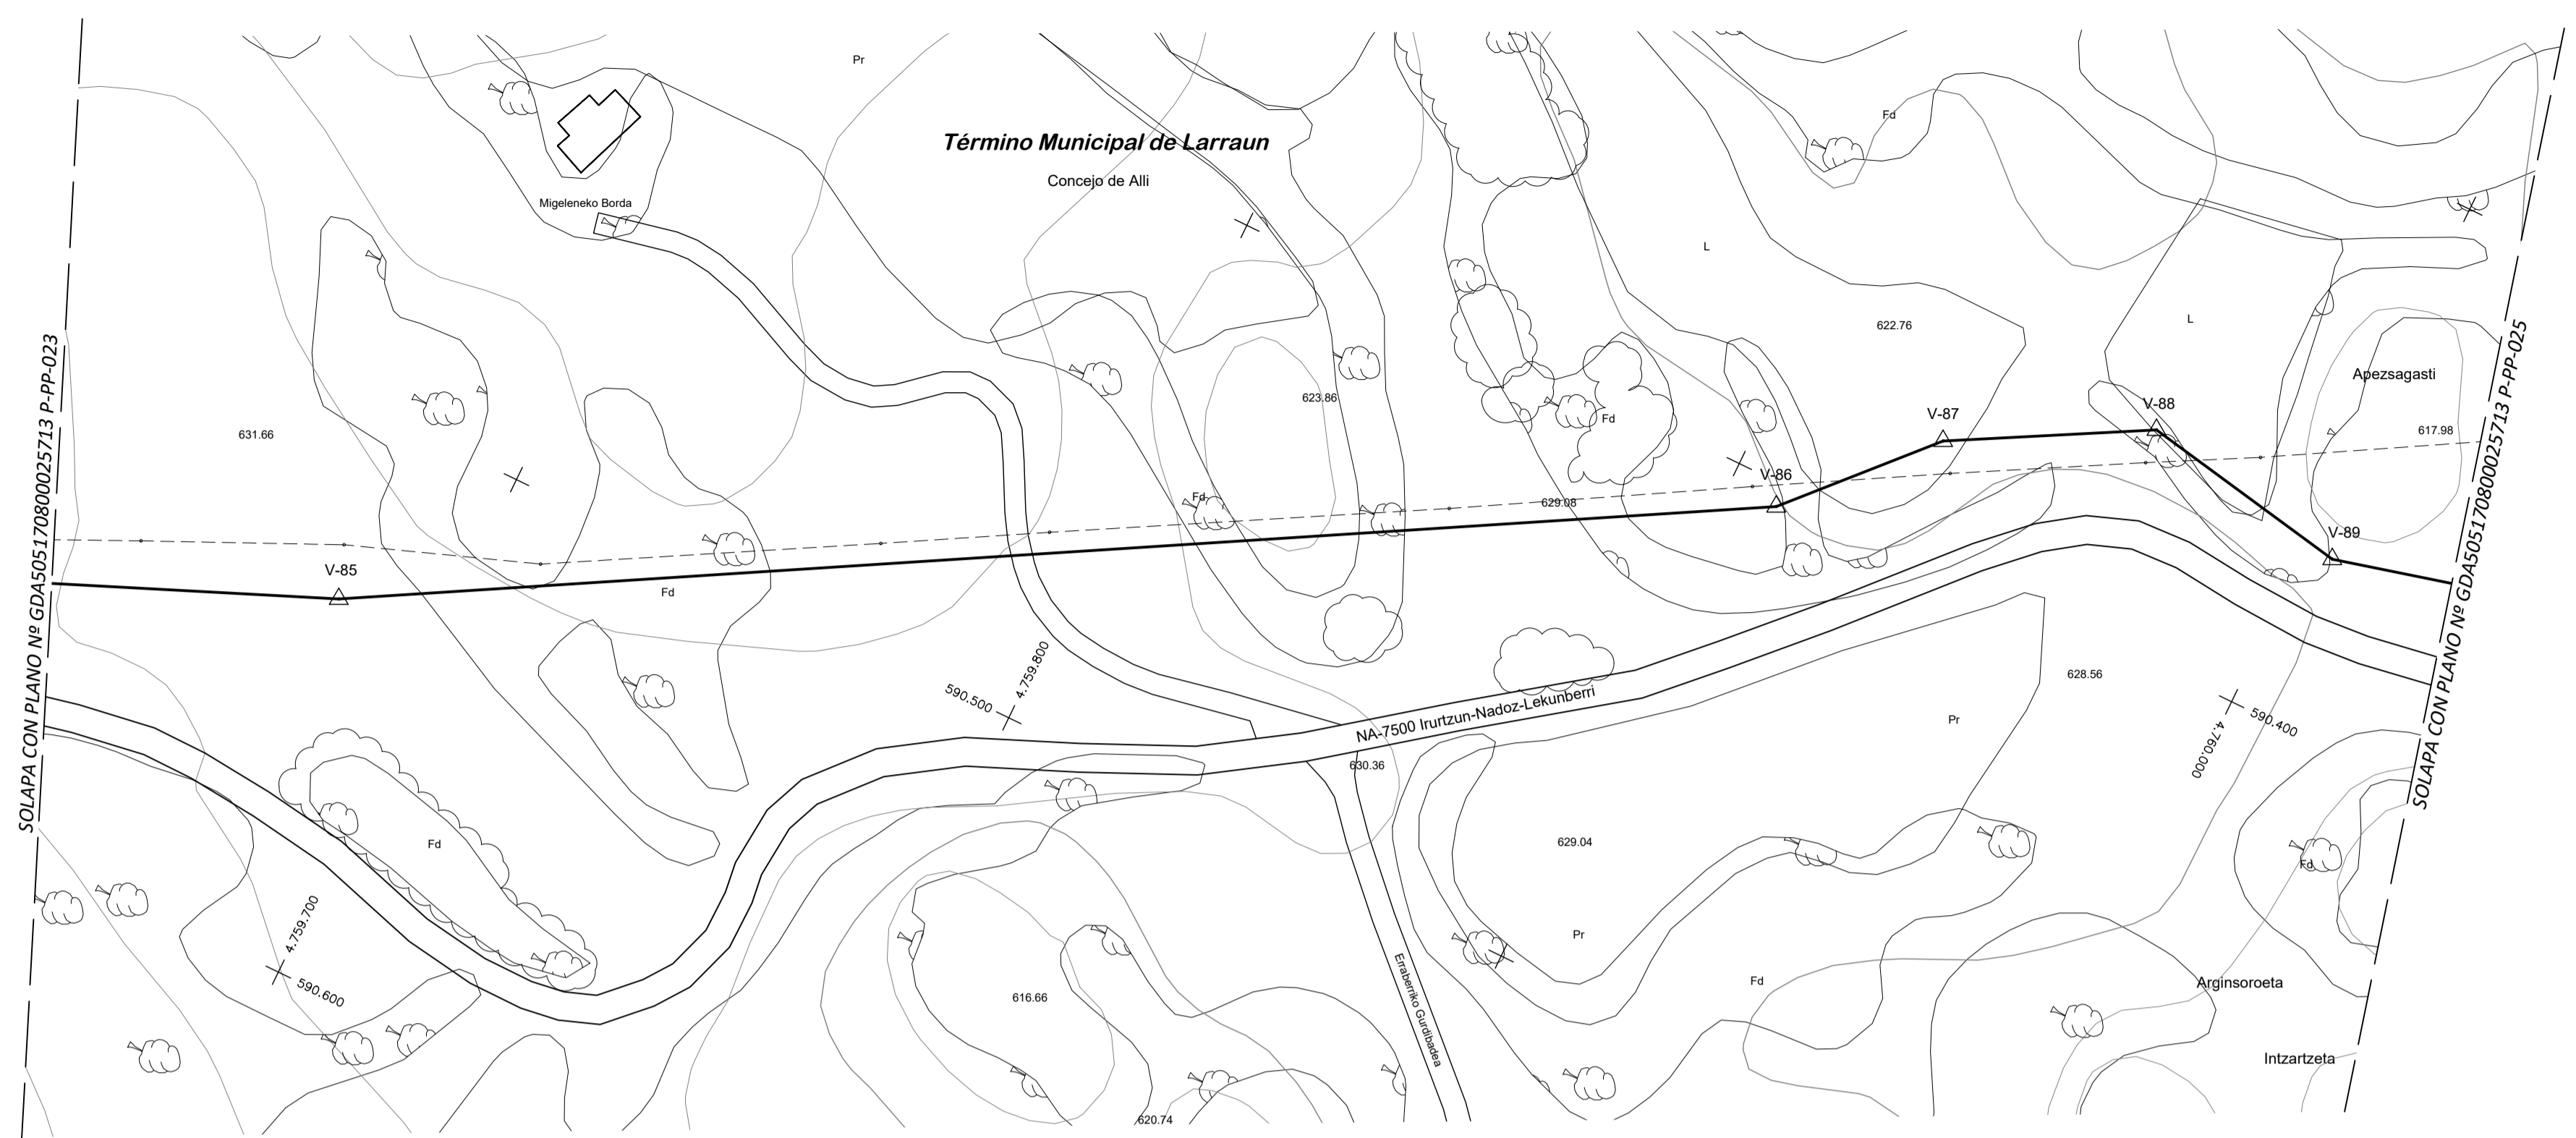 Pr
Fd
Término Municipal de Larraun
Concejo de Alli
Migeleneko Borda
L
L
622.76
SOLAPA CON PLANO Nº GDA5051708000025713 P-PP-023
SOLAPA CON PLANO Nº GDA5051708000025713 P-PP-025
Apezsagasti
623.86
V-88
V-87
Fd
631.66
617.98
V-86
Fd
629.08
V-89
V-85
Fd
590.500
4.759.800
628.56
NA-7500 Irurtzun-Nadoz-Lekunberri
Pr
590.400
4.760.000
630.36
Fd
629.04
Fd
4.759.700
Pr
590.600
Fd
Arginsoroeta
616.66
Erraberriko Gurdibadea
Intzartzeta
620.74